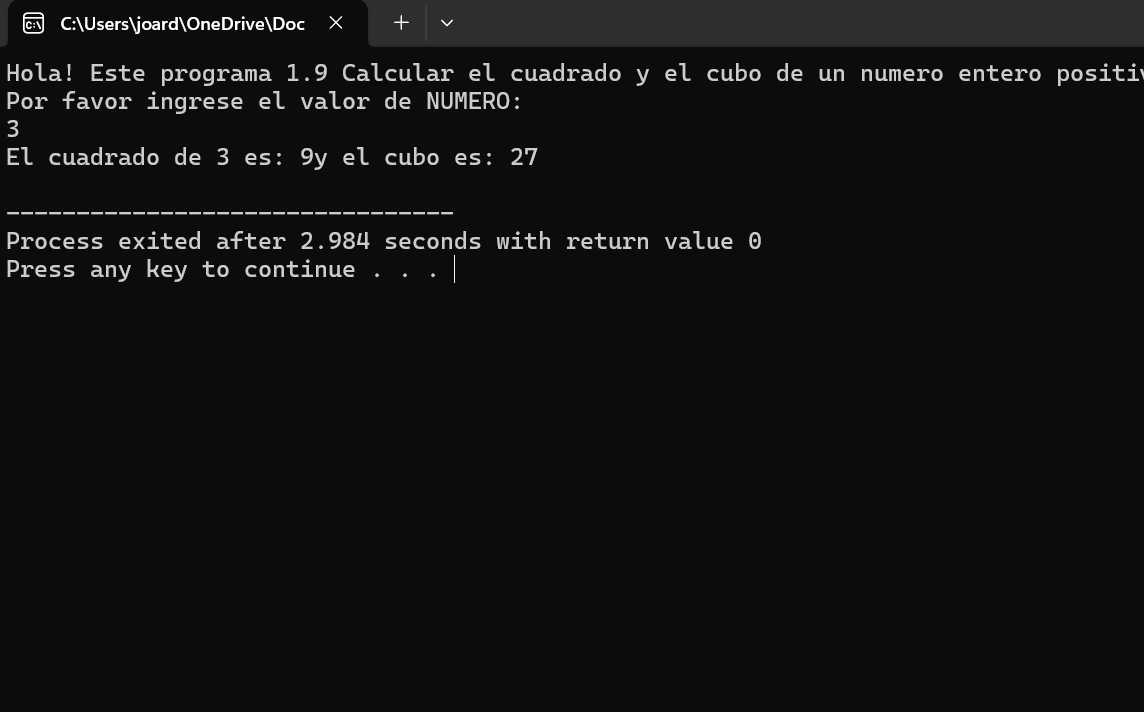 C:\Users\joard\OneDrive\Doc
Hola! Este programa 1.9 Calcular el cuadrado y el cubo de un numero entero
Por favor ingrese el valor de NUMERO:
3
El cuadrado de 3 es: 9y el cubo es: 27
--------------------------------
Process exited after 2.984 seconds with return value 0
Press any key to continue . . .